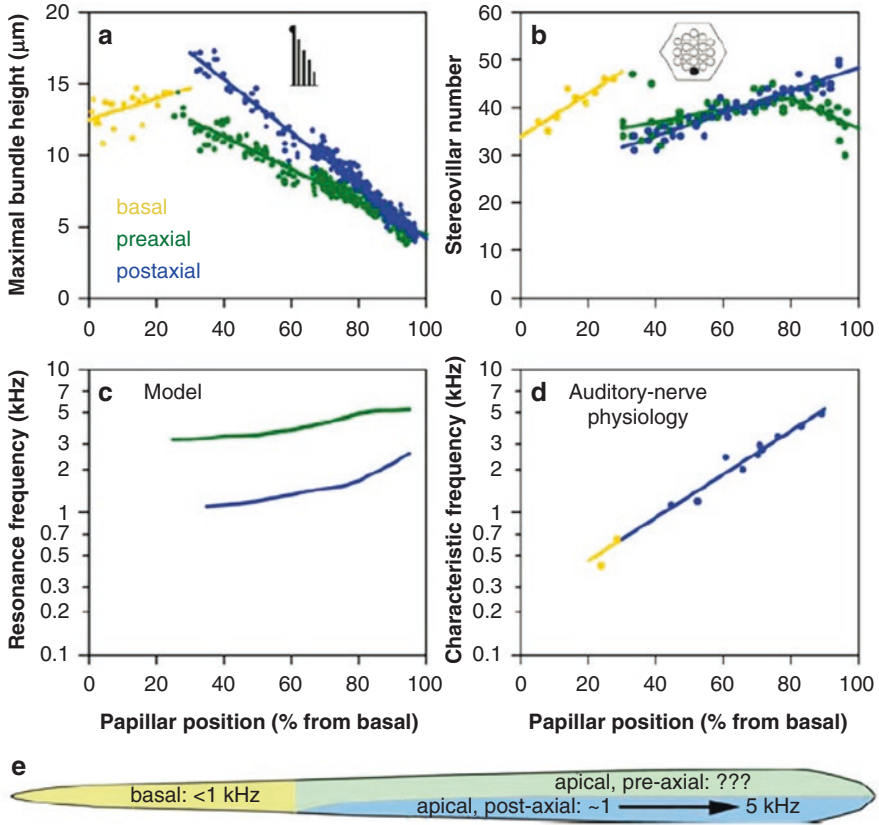 a
Maximal bundle height (µm)
20
15
10
5
0
basal
preaxial
postaxial
0 20 40 60 80 100
b
Stereovillar number
60
50
40
30
20
10
0
0 20 40 60 80 100
c Model
Resonance frequency (kHz)
10
7
5
3
2
1
0.7
0.5
0.3
0.2
0.1
0 20 40 60 80 100
Papillar position (% from basal)
d Auditory-nerve
physiology
Characteristic frequency (kHz)
10
7
5
3
2
1
0.7
0.5
0.3
0.2
0.1
0 20 40 60 80 100
Papillar position (% from basal)
e
basal: <1 kHz
apical, pre-axial: ???
apical, post-axial: ~1 5 kHz